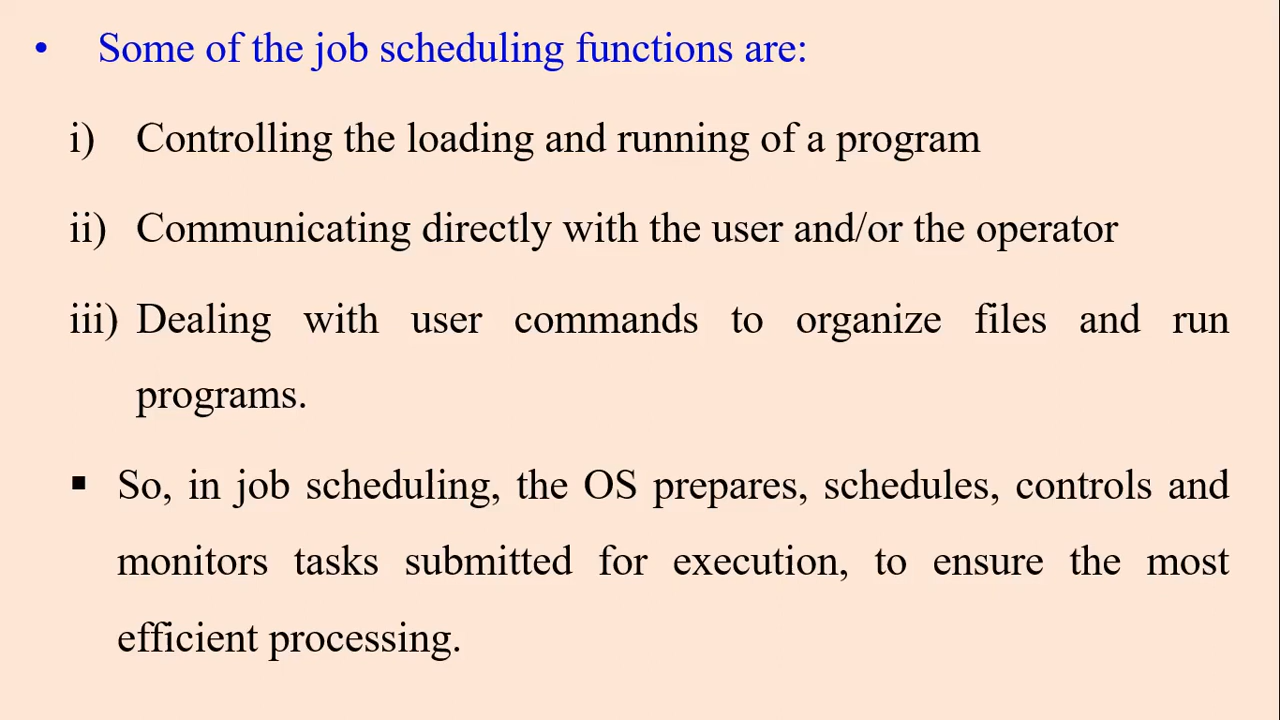 • Some of the job scheduling functions are:
i) Controlling the loading and running of a program
ii) Communicating directly with the user and/or the operator
iii) Dealing with user commands to organize files and run
programs.
▪ So, in job scheduling, the OS prepares, schedules, controls and
monitors tasks submitted for execution, to ensure the most
efficient processing.